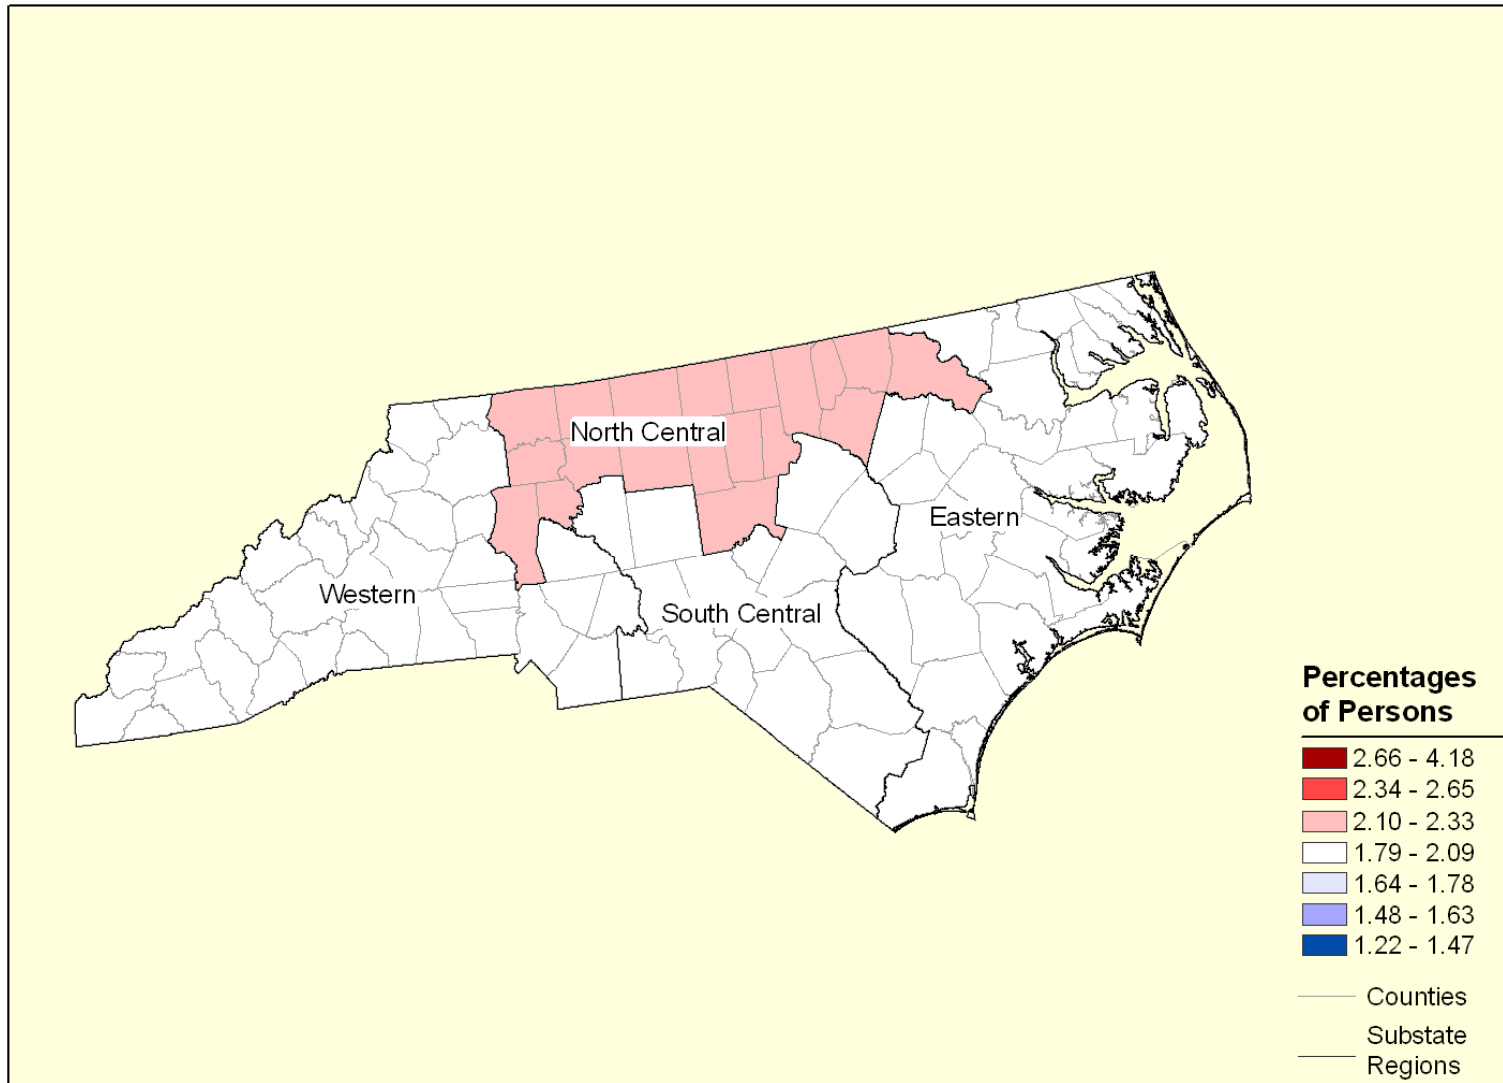 North Central
Eastern
Western
South Central
Percentages
of Persons
2.66 - 4.18
2.34 - 2.65
2.10 - 2.33
1.79 - 2.09
1.64 - 1.78
1.48 - 1.63
1.22 - 1.47
Counties
Substate
Regions